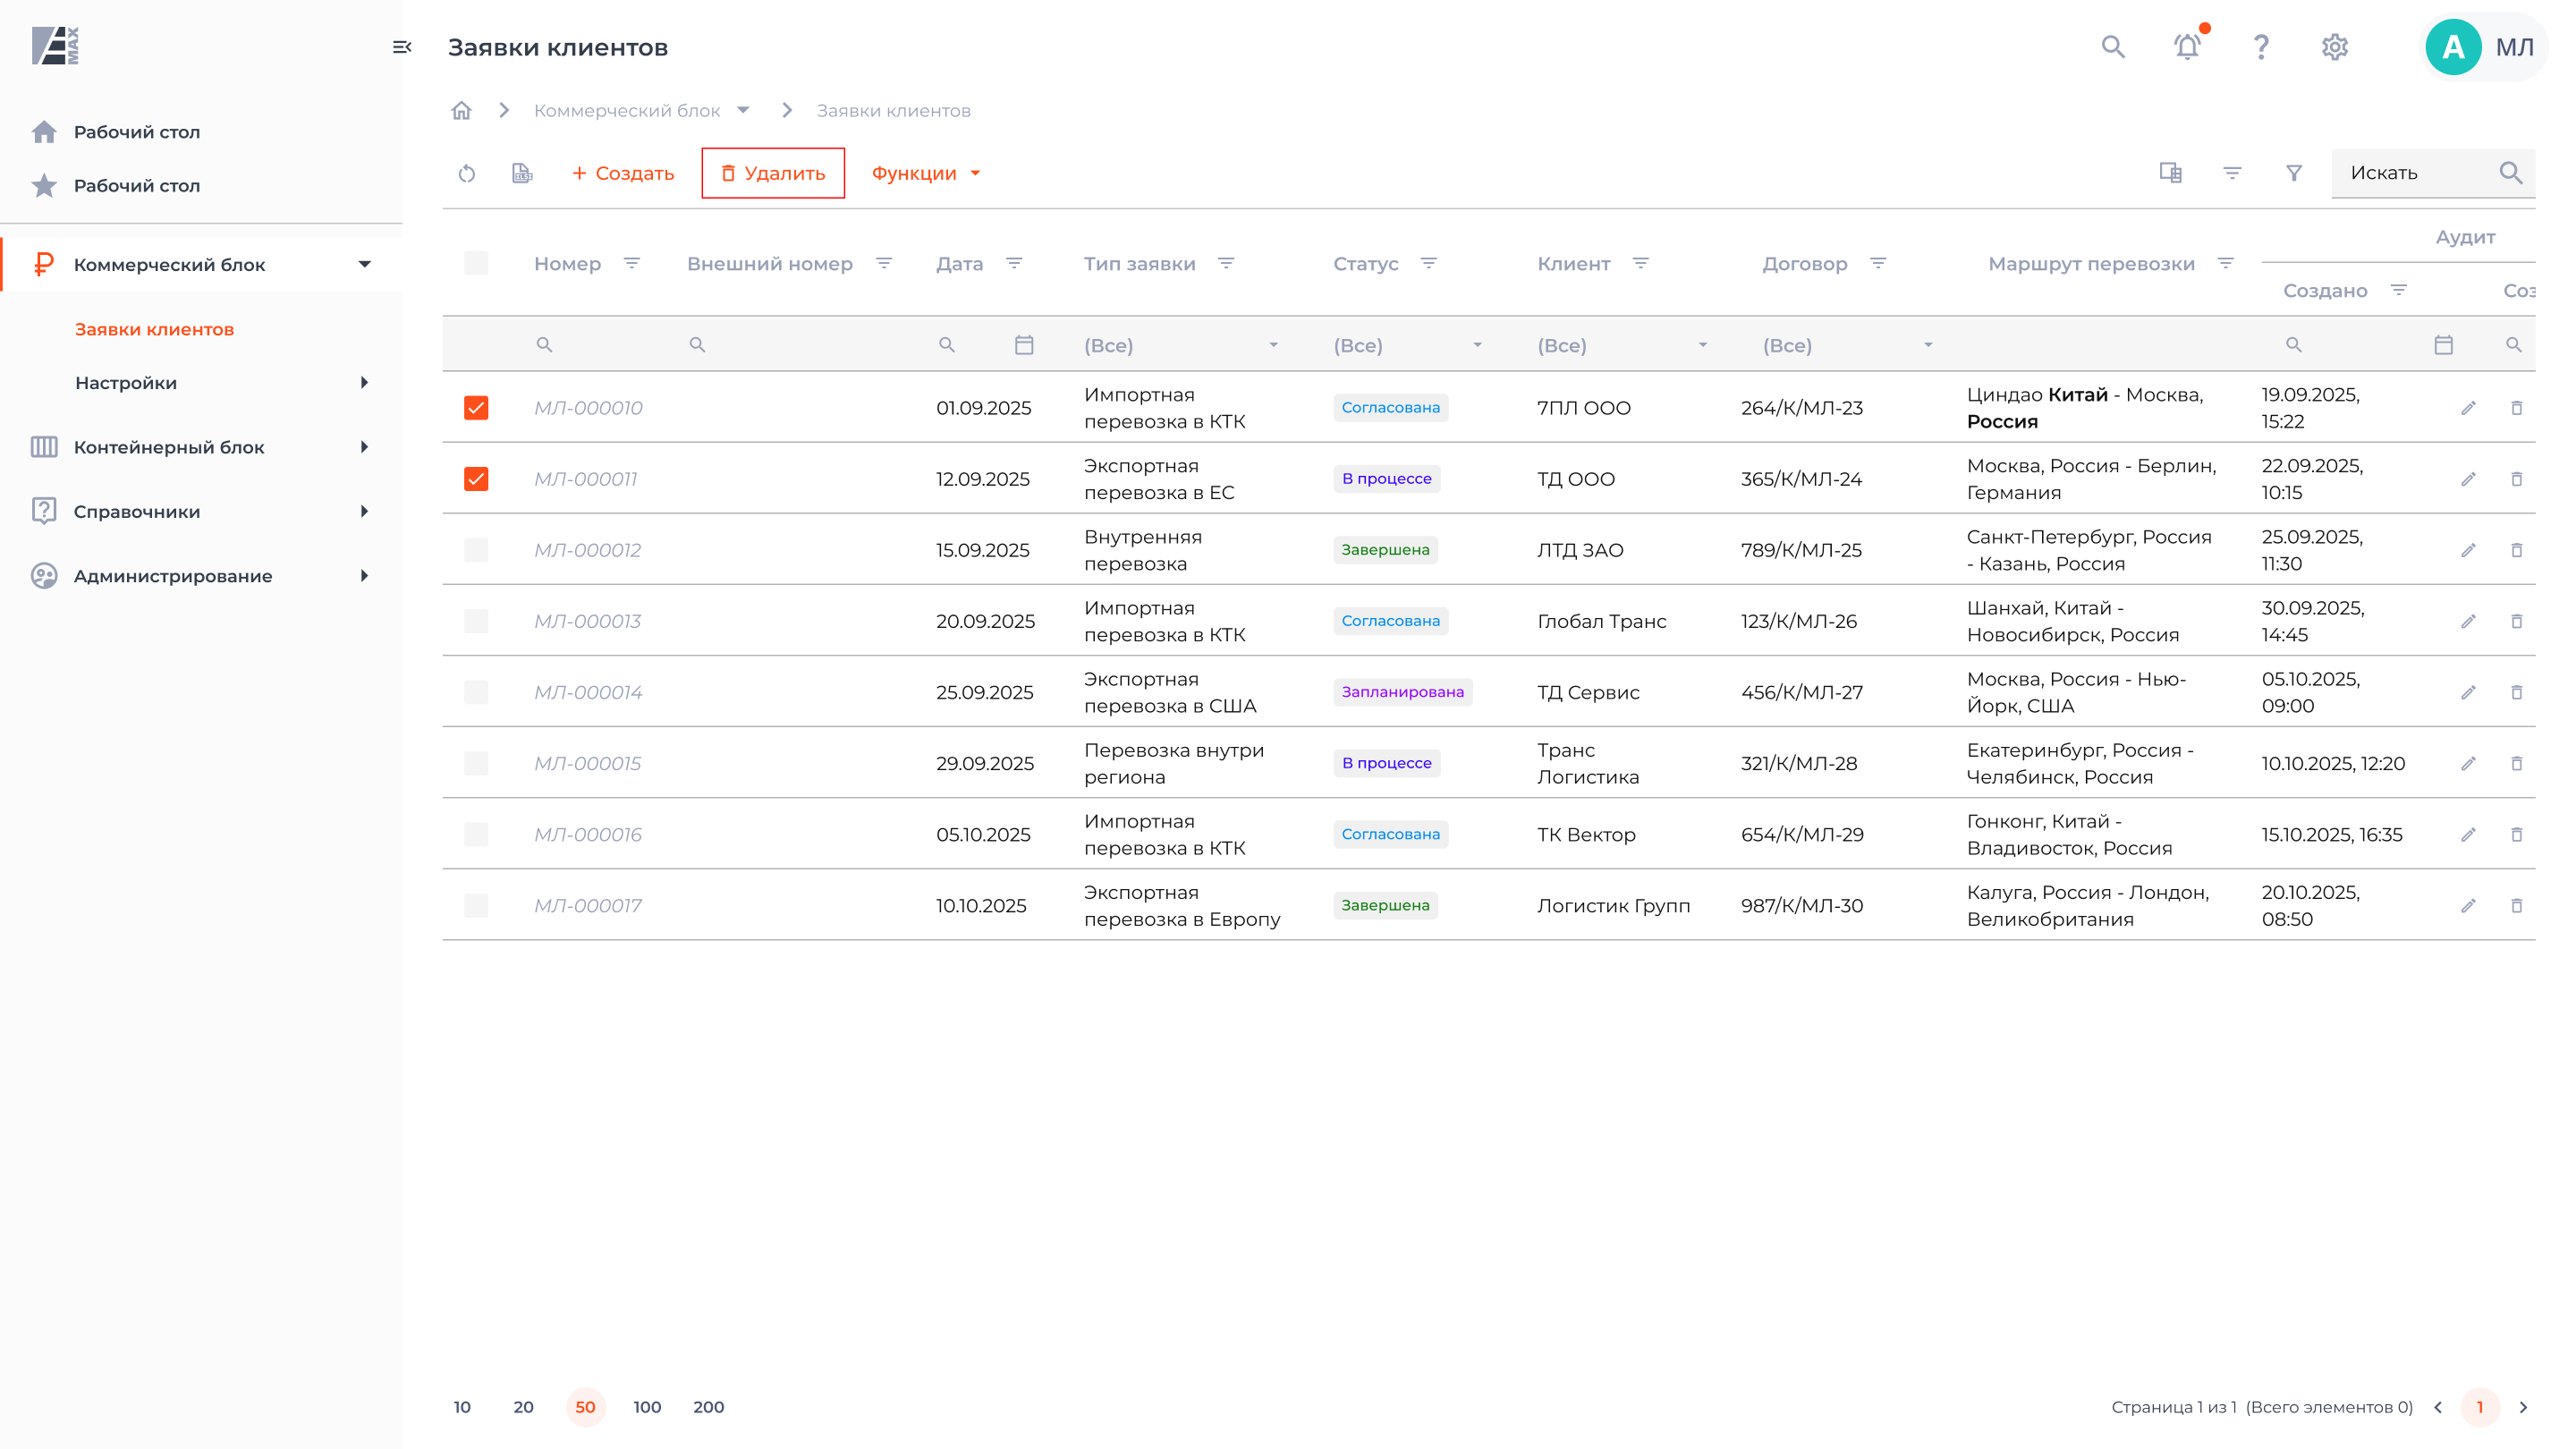 MAX
Заявки клиентов
А
МЛ
Рабочий стол
Рабочий стол
Коммерческий блок
Заявки клиентов
Настройки
Контейнерный блок
Справочники
Администрирование
Коммерческий блок
Заявки клиентов
+ Создать
Удалить
Функции
Искать
Номер
Внешний номер
Дата
Тип заявки
Статус
Клиент
Договор
Маршрут перевозки
Аудит
Создано
Соз
(Все)
(Все)
(Все)
(Все)
МЛ-000010
01.09.2025
Импортная
перевозка в КТК
Согласована
7ПЛ ООО
264/К/МЛ-23
Циндао Китай - Москва,
Россия
19.09.2025,
15:22
МЛ-000011
12.09.2025
Экспортная
перевозка в ЕС
В процессе
ТД ООО
365/К/МЛ-24
Москва, Россия - Берлин,
Германия
22.09.2025,
10:15
МЛ-000012
15.09.2025
Внутренняя
перевозка
Завершена
ЛТД ЗАО
789/К/МЛ-25
Санкт-Петербург, Россия
- Казань, Россия
25.09.2025,
11:30
МЛ-000013
20.09.2025
Импортная
перевозка в КТК
Согласована
Глобал Транс
123/К/МЛ-26
Шанхай, Китай -
Новосибирск, Россия
30.09.2025,
14:45
МЛ-000014
25.09.2025
Экспортная
перевозка в США
Запланирована
ТД Сервис
456/К/МЛ-27
Москва, Россия - Нью-
Йорк, США
05.10.2025,
09:00
МЛ-000015
29.09.2025
Перевозка внутри
региона
В процессе
Транс
Логистика
321/К/МЛ-28
Екатеринбург, Россия -
Челябинск, Россия
10.10.2025, 12:20
МЛ-000016
05.10.2025
Импортная
перевозка в КТК
Согласована
ТК Вектор
654/К/МЛ-29
Гонконг, Китай -
Владивосток, Россия
15.10.2025, 16:35
МЛ-000017
10.10.2025
Экспортная
перевозка в Европу
Завершена
Логистик Групп
987/К/МЛ-30
Калуга, Россия - Лондон,
Великобритания
20.10.2025,
08:50
10 20 50 100 200
Страница 1 из 1 (Всего элементов 0)
1